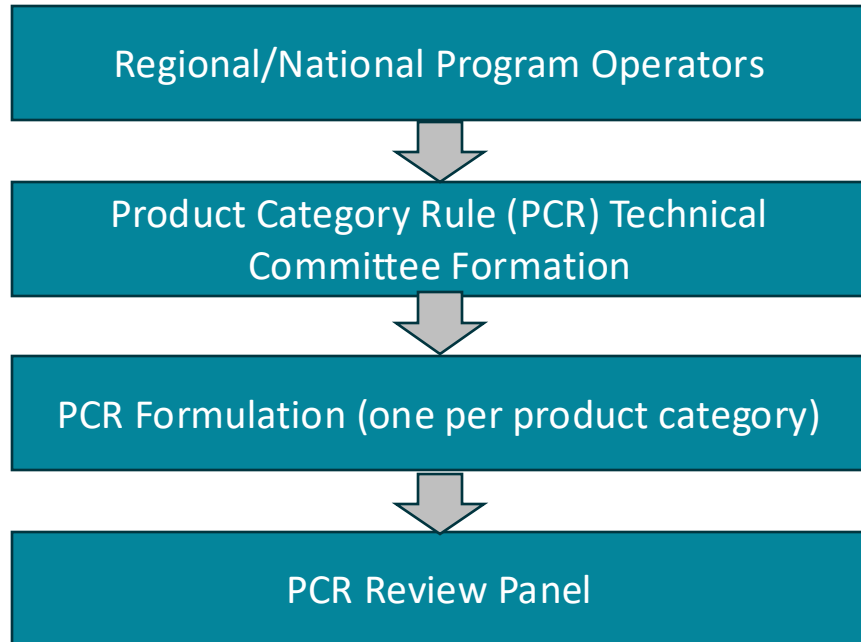 Regional/National Program Operators
Product Category Rule (PCR) Technical
Committee Formation
PCR Formulation (one per product category)
PCR Review Panel